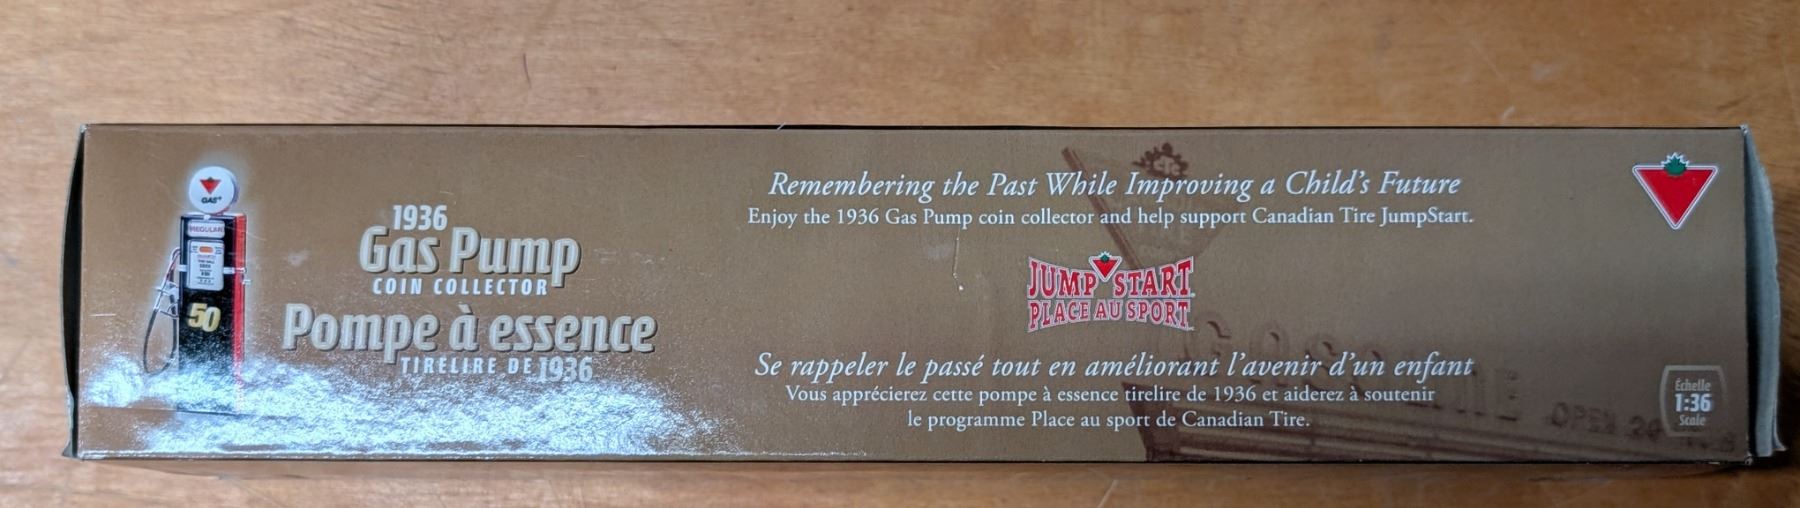 GAS+
REGULAR
50
1936
Gas Pump
COIN COLLECTOR
Pompe à essence
TIRELIRE DE 1936
Remembering the Past While Improving a Child's Future
Enjoy the 1936 Gas Pump coin collector and help support Canadian Tire JumpStart.
JUMP START
PLACE AU SPORT
Se rappeler le passé tout en améliorant l'avenir d'un enfant
Vous apprécierez cette pompe à essence tirelire de 1936 et aiderez à soutenir
le programme Place au sport de Canadian Tire.
OPEN 24
Échelle
1:36
Scale